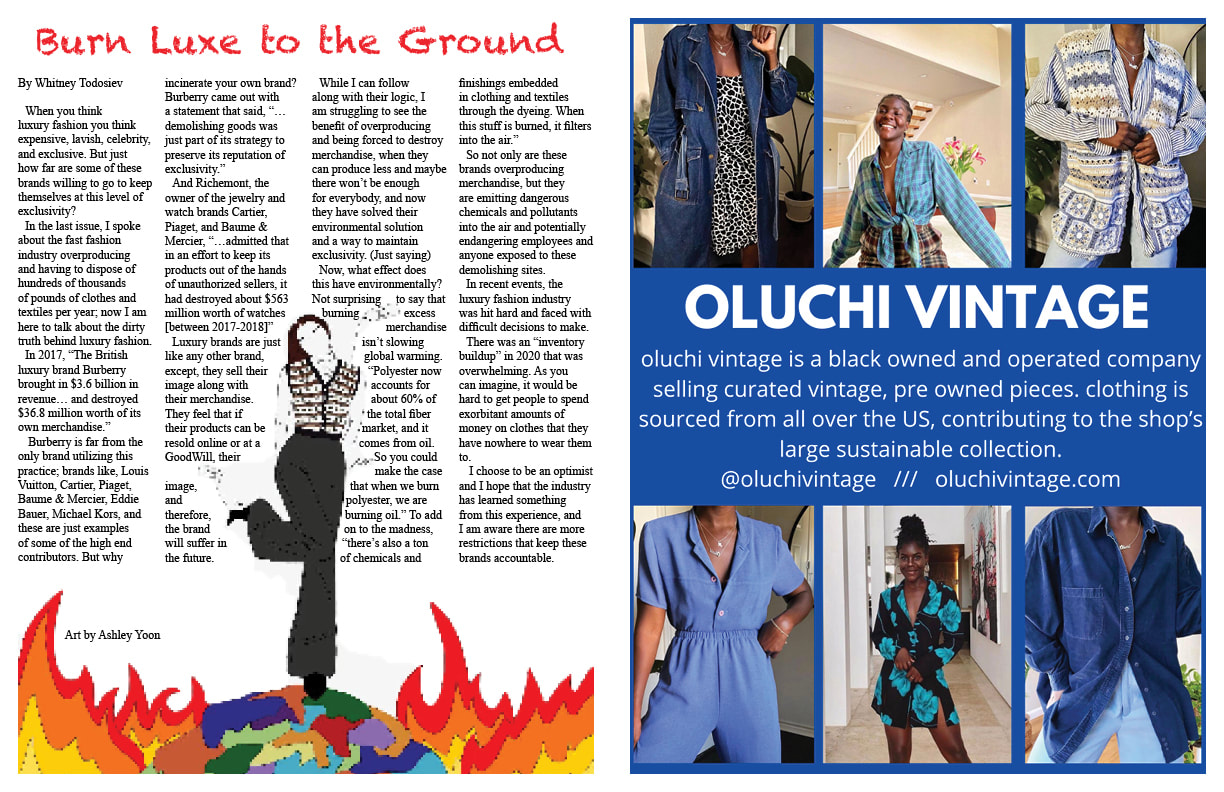 Burn Luxe to the Ground
By Whitney Todosiev
When you think
luxury fashion you think
expensive, lavish, celebrity,
and exclusive. But just
how far are some of these
brands willing to go to keep
themselves at this level of
exclusivity?
In the last issue, I spoke
about the fast fashion
industry overproducing
and having to dispose of
hundreds of thousands
of pounds of clothes and
textiles per year; now I am
here to talk about the dirty
truth behind luxury fashion.
In 2017, “The British
luxury brand Burberry
brought in $3.6 billion in
revenue… and destroyed
$36.8 million worth of its
own merchandise.”
Burberry is far from the
only brand utilizing this
practice; brands like, Louis
Vuitton, Cartier, Piaget,
Baume & Mercier, Eddie
Bauer, Michael Kors, and
these are just examples
of some of the high end
contributors. But why
incinerate your own brand?
Burberry came out with
a statement that said, “…
demolishing goods was
just part of its strategy to
preserve its reputation of
exclusivity.”
And Richemont, the
owner of the jewelry and
watch brands Cartier,
Piaget, and Baume &
Mercier, “…admitted that
in an effort to keep its
products out of the hands
of unauthorized sellers, it
had destroyed about $563
million worth of watches
[between 2017-2018]”
Luxury brands are just
like any other brand,
except, they sell their
image along with
their merchandise.
They feel that if
their products can be
resold online or at a
GoodWill, their
image,
and
therefore,
the brand
will suffer in
the future.
While I can follow
along with their logic, I
am struggling to see the
benefit of overproducing
and being forced to destroy
merchandise, when they
can produce less and maybe
there won’t be enough
for everybody, and now
they have solved their
environmental solution
and a way to maintain
exclusivity. (Just saying)
Now, what effect does
this have environmentally?
Not surprising to say that
burning excess
merchandise
isn’t slowing
global warming.
“Polyester now
accounts for
about 60% of
the total fiber
market, and it
comes from oil.
So you could
make the case
that when we burn
polyester, we are
burning oil.” To add
on to the madness,
“there’s also a ton
of chemicals and
finishings embedded
in clothing and textiles
through the dyeing. When
this stuff is burned, it filters
into the air.”
So not only are these
brands overproducing
merchandise, but they
are emitting dangerous
chemicals and pollutants
into the air and potentially
endangering employees and
anyone exposed to these
demolishing sites.
In recent events, the
luxury fashion industry
was hit hard and faced with
difficult decisions to make.
There was an “inventory
buildup” in 2020 that was
overwhelming. As you
can imagine, it would be
hard to get people to spend
exorbitant amounts of
money on clothes that they
have nowhere to wear them
to.
I choose to be an optimist
and I hope that the industry
has learned something
from this experience, and
I am aware there are more
restrictions that keep these
brands accountable.
Art by Ashley Yoon
OLUCHI VINTAGE
oluchi vintage is a black owned and operated company
selling curated vintage, pre owned pieces. clothing is
sourced from all over the US, contributing to the shop’s
large sustainable collection.
@oluchivintage /// oluchivintage.com